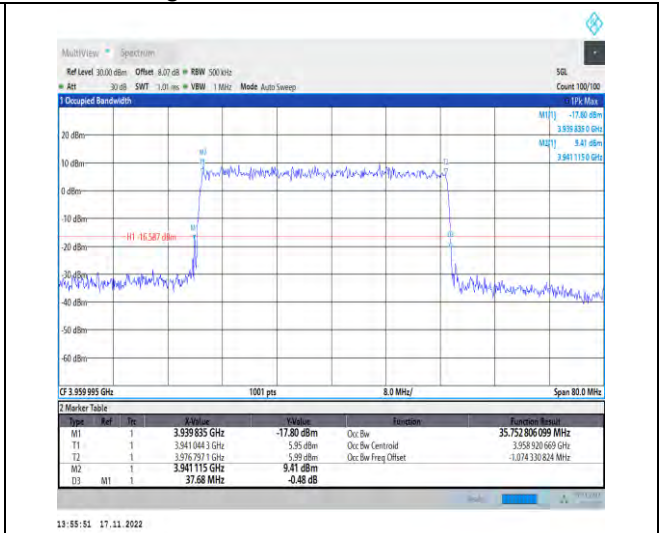 MultiView Spectrum
Ref Level 30.00 dBm Offset 8.07 dB RBW 500 kHz SGL
Att 30 dB SWT 1.01 ms VBW 1 MHz Mode Auto Sweep Count 100/100
1 Occupied Bandwidth 1Pk Max
M1[1] -17.80 dBm
3.939 835 0 GHz
M2[1] 9.41 dBm
3.941 115 0 GHz
20 dBm
M2
10 dBm
T2
0 dBm
-10 dBm
M1
H1 -16.587 dBm
D3
-20 dBm
-30 dBm
-40 dBm
-50 dBm
-60 dBm
CF 3.959 995 GHz 1001 pts 8.0 MHz/ Span 80.0 MHz
2 Marker Table
Type Ref Trc X-Value Y-Value Function Function Result
M1 1 3.939 835 GHz -17.80 dBm Occ Bw 35.752 806 099 MHz
T1 1 3.941 044 3 GHz 5.95 dBm Occ Bw Centroid 3.958 920 669 GHz
T2 1 3.976 797 1 GHz 5.99 dBm Occ Bw Freq Offset -1.074 330 824 MHz
M2 1 3.941 115 GHz 9.41 dBm
D3 M1 1 37.68 MHz -0.48 dB
13:55:51 17.11.2022